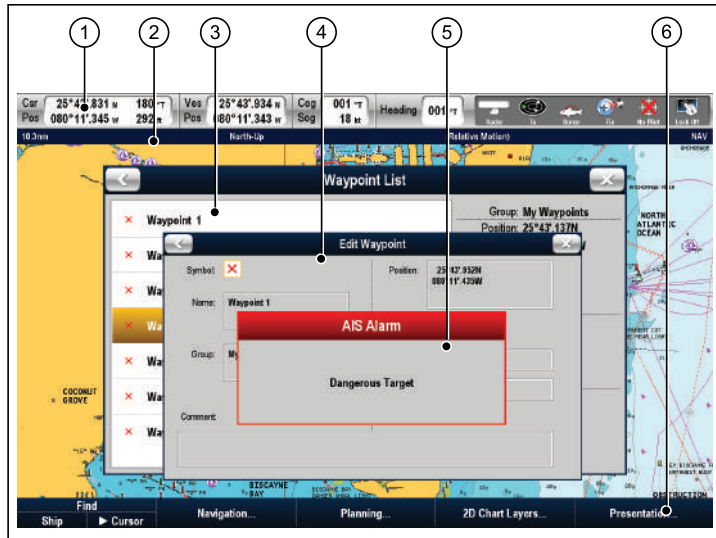 1 2 3 4 5 6
Csr 25°43'.831 N 180 °T Ves 25°43'.934 N Cog 001 °T Heading 001 °T
Pos 080°11'.345 W 292 ft Pos 080°11'.343 W Sog 18 kt Radar Tx Sonar Fix No Pilot Lock Off
10.3nm North-Up (Relative Motion) NAV
Waypoint List
Waypoint 1
Group: My Waypoints
Position: 25°43'.137N
NORTH
ATLANTIC
OCEAN
Edit Waypoint
Symbol:
Position:
25°43'.952N
080°11'.435W
Name:
Waypoint 1
AIS Alarm
Group:
Dangerous Target
COCONUT
GROVE
Comment:
BISCAYNE
BAY
Find
Ship ► Cursor
Navigation...
Planning...
2D Chart Layers...